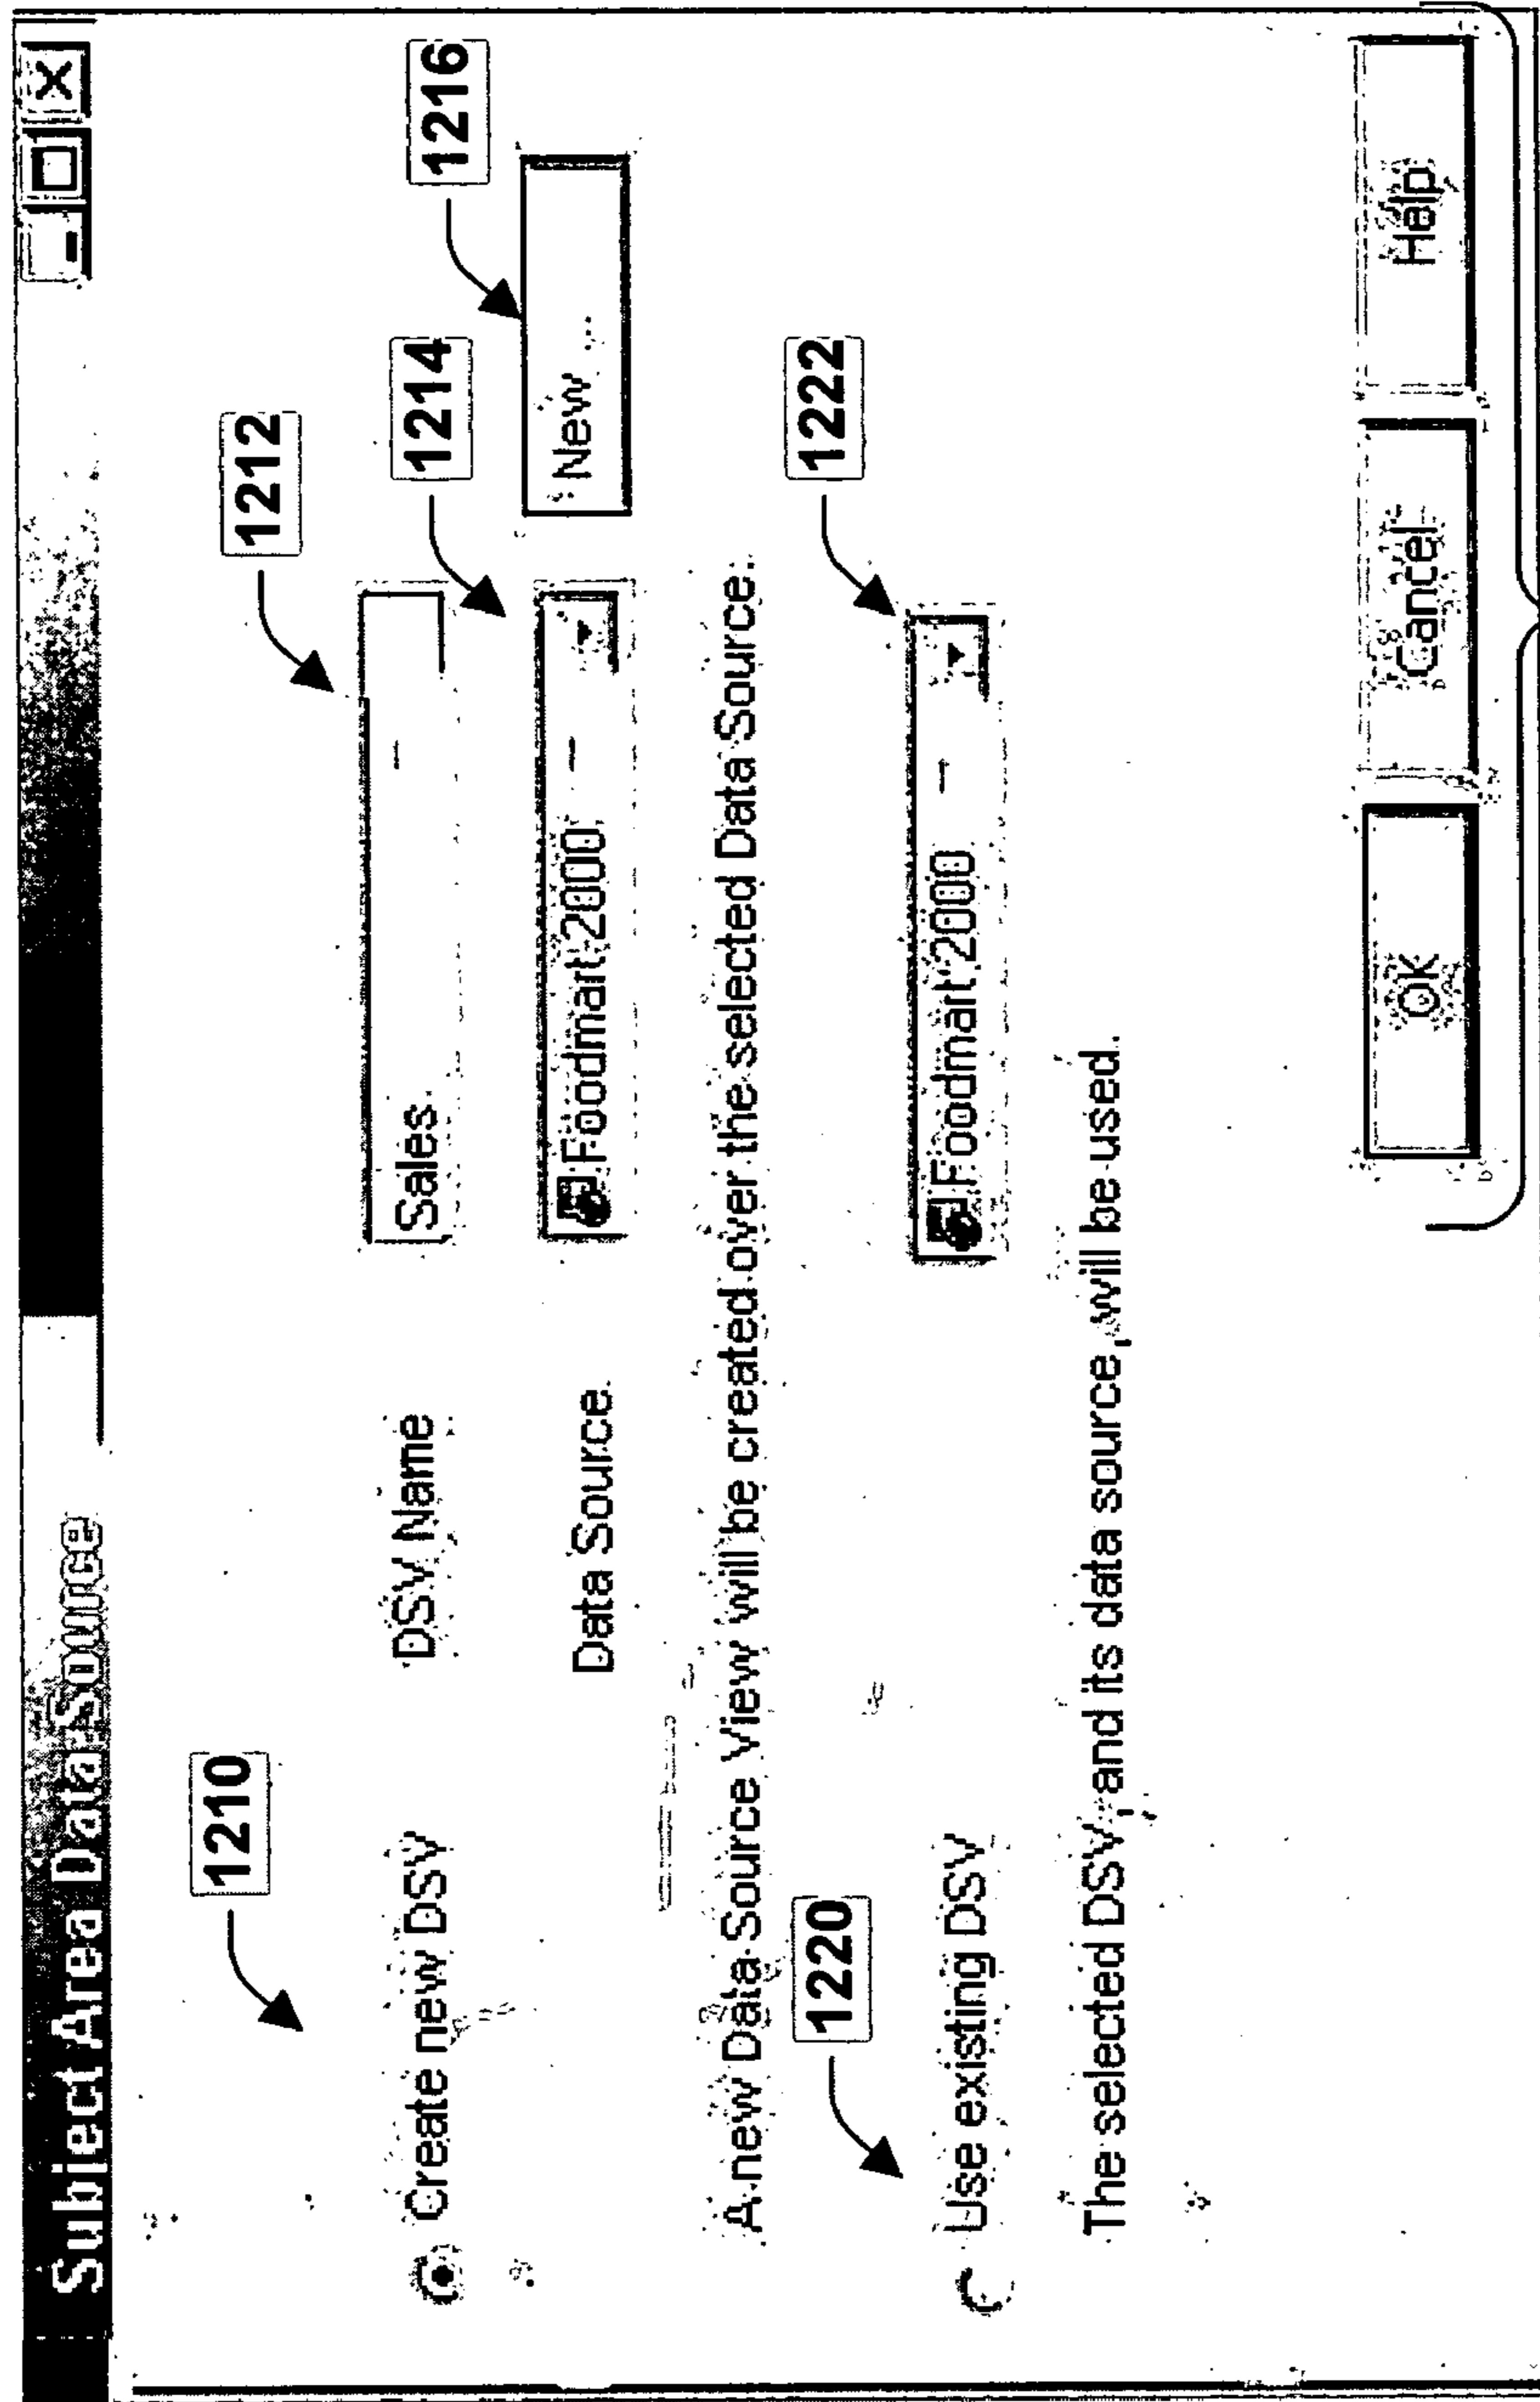 Subject Area Data Source
1210
1212
Create new DSV DSV Name Sales
1214
1216
Data Source Foodmart 2000 New ...
A new Data Source View will be created over the selected Data Source.
1220
1222
Use existing DSV Foodmart 2000
The selected DSV, and its data source, will be used.
OK Cancel Help